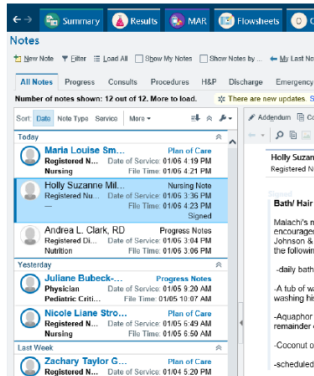 Summary Results MAR Flowsheets
Notes
New Note Filter Load All Show My Notes Show Notes by ... My Last No
All Notes Progress Consults Procedures H&P Discharge Emergency
Number of notes shown: 12 out of 12. More to load. There are new updates
Sort: Date Note Type Service More
Addendum
Today
Maria Louise Sm... Plan of Care
Registered N... Date of Service: 01/06 4:19 PM
Nursing File Time: 01/06 4:21 PM
Holly Suzanne Mil... Nursing Note
Registered Nu... Date of Service: 01/06 3:36 PM
— File Time: 01/06 4:23 PM
Signed
Andrea L. Clark, RD Progress Notes
Registered Di... Date of Service: 01/06 3:04 PM
Nutrition File Time: 01/06 3:06 PM
Yesterday
Juliane Bubeck-... Progress Notes
Physician Date of Service: 01/05 9:20 AM
Pediatric Criti... File Time: 01/05 10:07 AM
Nicole Liane Stro... Plan of Care
Registered N... Date of Service: 01/05 6:49 AM
Nursing File Time: 01/05 6:50 AM
Last Week
Zachary Taylor G... Plan of Care
Registered N... Date of Service: 01/04 5:20 PM
Holly Suzan
Registered N
Signed
Bath/ Hair
Malachi's m
encourage
Johnson &
the followin
-daily bath
-A tub of wa
washing his
-Aquaphor
remainder
-Coconut o
-scheduled